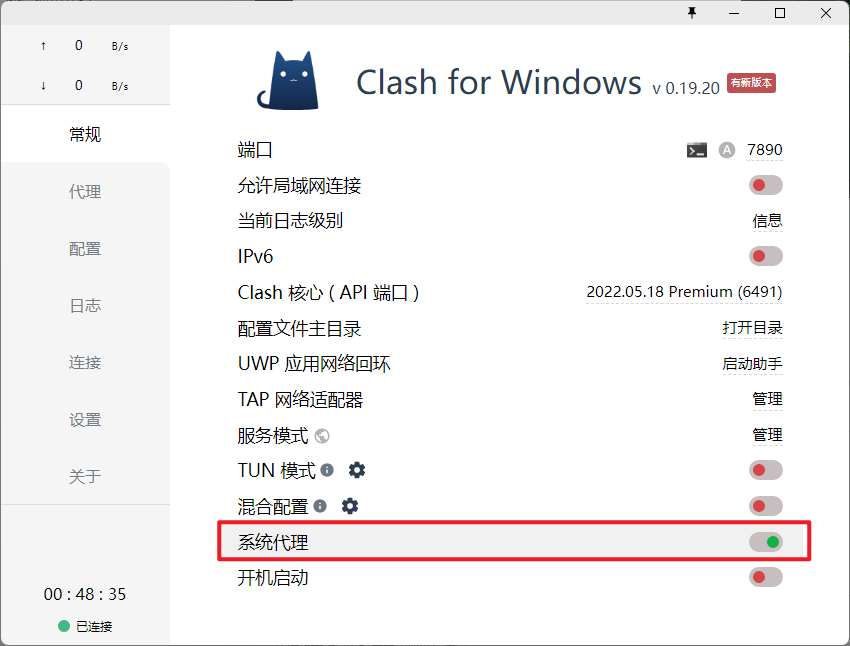 ↑ 0 B/s
↓ 0 B/s
常规
代理
配置
日志
连接
设置
关于
00 : 48 : 35
已连接
Clash for Windows v 0.19.20 有新版本
端口 A 7890
允许局域网连接
当前日志级别 信息
IPv6
Clash 核心 ( API 端口 ) 2022.05.18 Premium (6491)
配置文件主目录 打开目录
UWP 应用网络回环 启动助手
TAP 网络适配器 管理
服务模式 管理
TUN 模式
混合配置
系统代理
开机启动